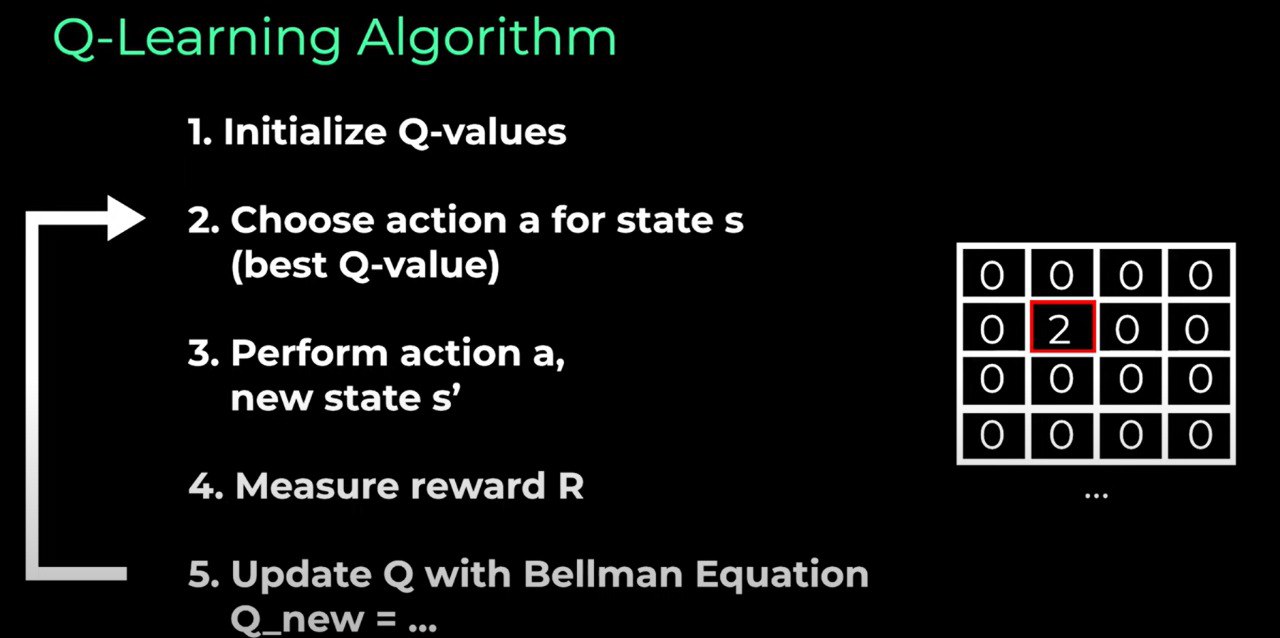 Q-Learning Algorithm
1. Initialize Q-values
2. Choose action a for state s
(best Q-value)
3. Perform action a,
new state s’
4. Measure reward R
5. Update Q with Bellman Equation
Q_new = ...
0 0 0 0
0 2 0 0
0 0 0 0
0 0 0 0
...